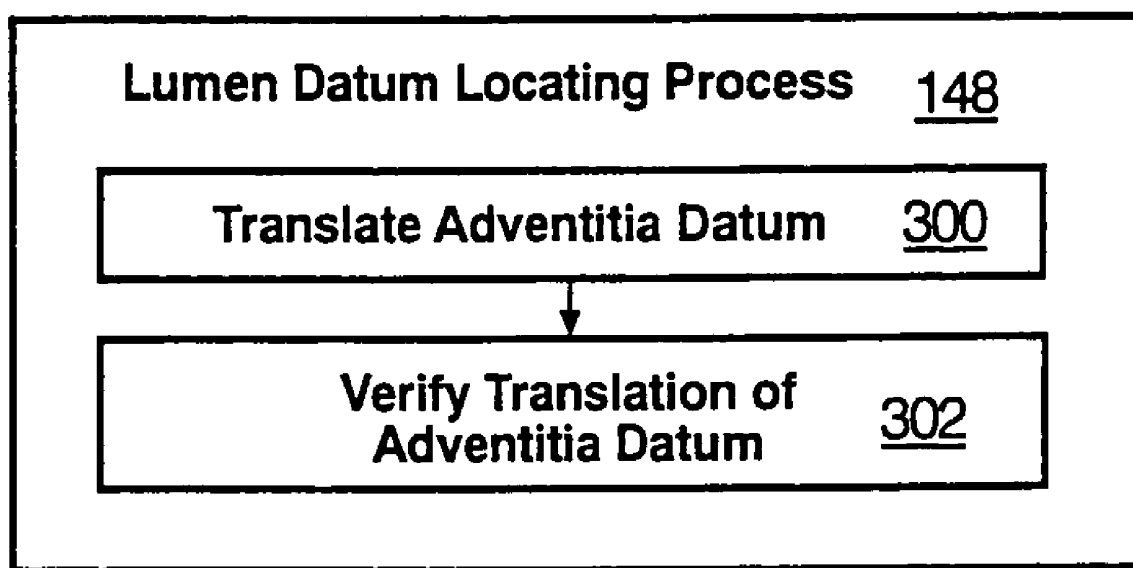 Lumen Datum Locating Process 148
Translate Adventitia Datum 300
Verify Translation of
Adventitia Datum 302